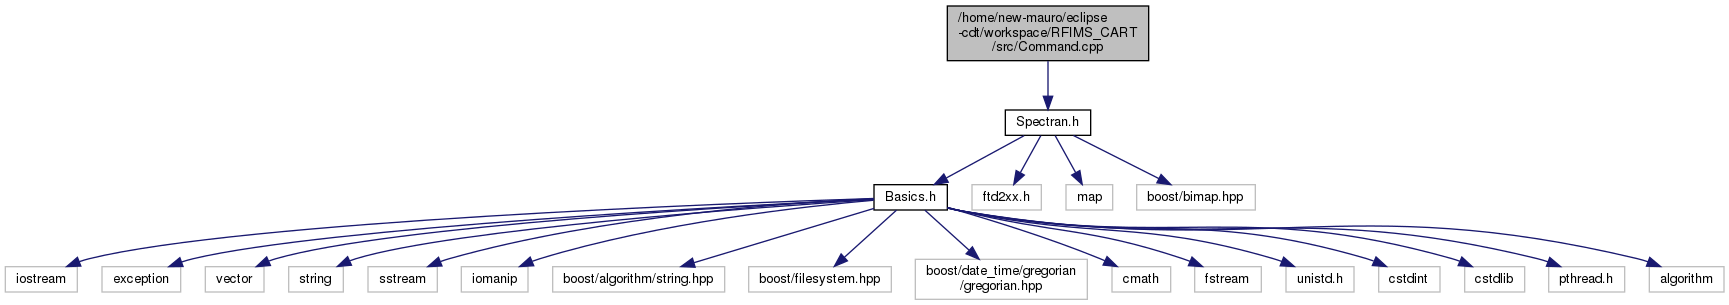 /home/new-mauro/eclipse
-cdt/workspace/RFIMS_CART
/src/Command.cpp
Spectran.h
Basics.h
ftd2xx.h
map
boost/bimap.hpp
iostream
exception
vector
string
sstream
iomanip
boost/algorithm/string.hpp
boost/filesystem.hpp
boost/date_time/gregorian
/gregorian.hpp
cmath
fstream
unistd.h
cstdint
cstdlib
pthread.h
algorithm